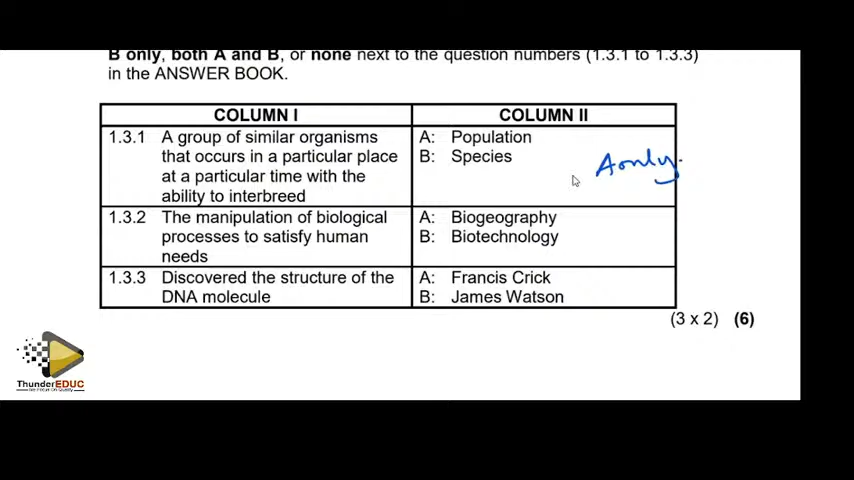 B only, both A and B, or none next to the question numbers (1.3.1 to 1.3.3)
in the ANSWER BOOK.
COLUMN I
COLUMN II
1.3.1 A group of similar organisms
that occurs in a particular place
at a particular time with the
ability to interbreed
A: Population
B: Species
A only
1.3.2 The manipulation of biological
processes to satisfy human
needs
A: Biogeography
B: Biotechnology
1.3.3 Discovered the structure of the
DNA molecule
A: Francis Crick
B: James Watson
(3 x 2) (6)
ThunderEDUC